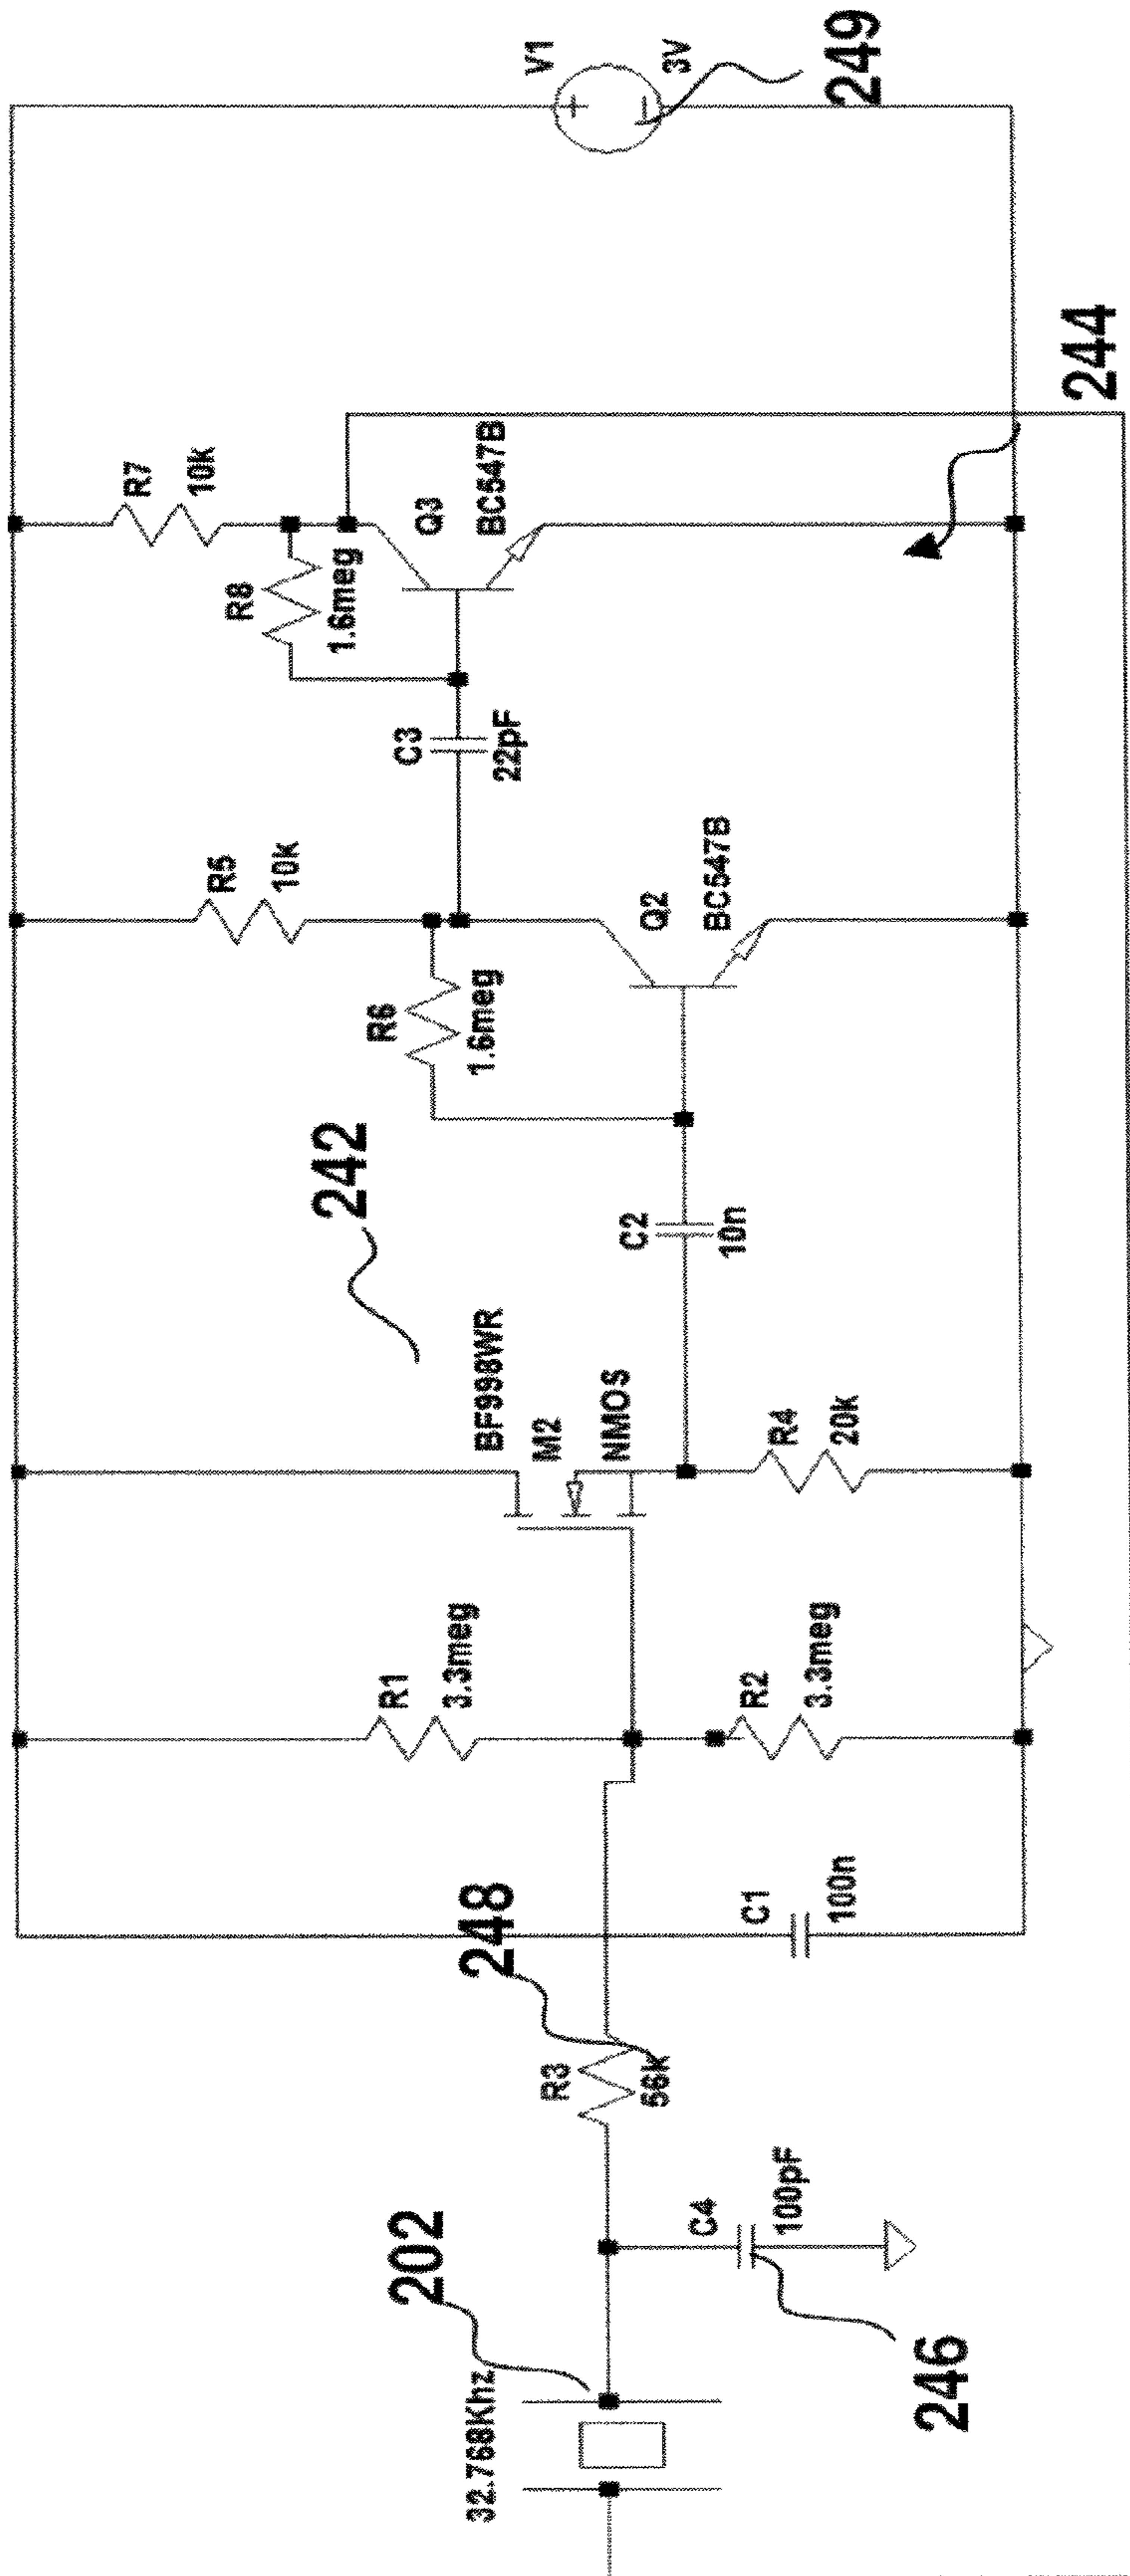 32.768Khz
202
C4
100pF
246
R3
56k
248
C1
100n
R1
3.3meg
R2
3.3meg
BF998WR
M2
NMOS
R4
20k
242
C2
10n
R6
1.6meg
R5
10k
Q2
BC547B
C3
22pF
R8
1.6meg
R7
10k
Q3
BC547B
244
V1
3V
249